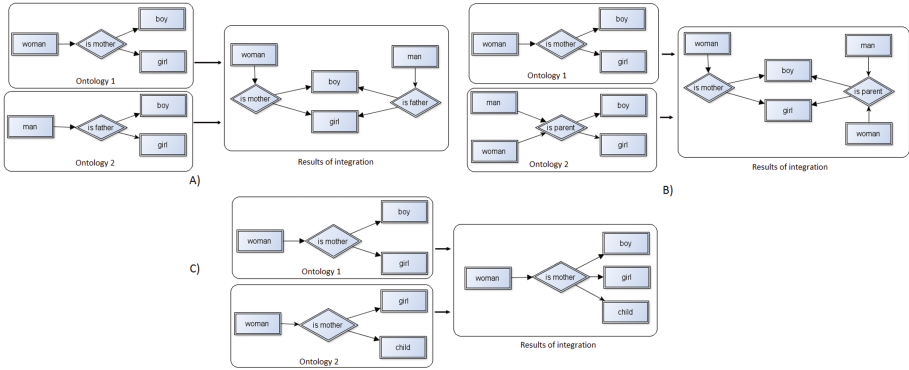 boy
woman
is mother
girl
Ontology 1
boy
man
is father
girl
Ontology 2
woman
man
boy
is mother
is father
girl
Results of integration
A)
boy
woman
is mother
girl
Ontology 1
man
boy
is parent
woman
girl
Ontology 2
woman
man
boy
is mother
is parent
girl
woman
Results of integration
B)
C)
boy
woman
is mother
girl
Ontology 1
girl
woman
is mother
child
Ontology 2
boy
woman
is mother
girl
child
Results of integration